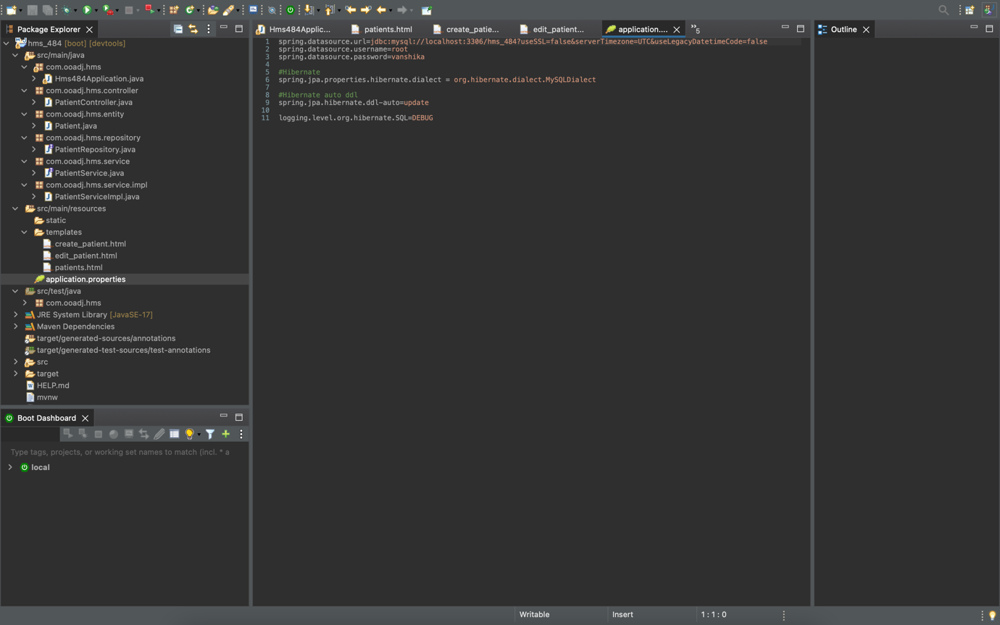 Package Explorer
hms_484 [boot] [devtools]
src/main/java
com.ooadj.hms
Hms484Application.java
com.ooadj.hms.controller
PatientController.java
com.ooadj.hms.entity
Patient.java
com.ooadj.hms.repository
PatientRepository.java
com.ooadj.hms.service
PatientService.java
com.ooadj.hms.service.impl
PatientServiceImpl.java
src/main/resources
static
templates
create_patient.html
edit_patient.html
patients.html
application.properties
src/test/java
com.ooadj.hms
JRE System Library [JavaSE-17]
Maven Dependencies
target/generated-sources/annotations
target/generated-test-sources/test-annotations
src
target
HELP.md
mvnw
Boot Dashboard
Type tags, projects, or working set names to match (incl. * a
local
Hms484Applic... patients.html create_patie... edit_patient... application.... »5
1 spring.datasource.url=jdbc:mysql://localhost:3306/hms_484?useSSL=false&serverTimezone=UTC&useLegacyDatetimeCode=false
2 spring.datasource.username=root
3 spring.datasource.password=vanshika
4
5 #Hibernate
6 spring.jpa.properties.hibernate.dialect = org.hibernate.dialect.MySQLDialect
7
8 #Hibernate auto ddl
9 spring.jpa.hibernate.ddl-auto=update
10
11 logging.level.org.hibernate.SQL=DEBUG
Outline
Writable Insert 1 : 1 : 0